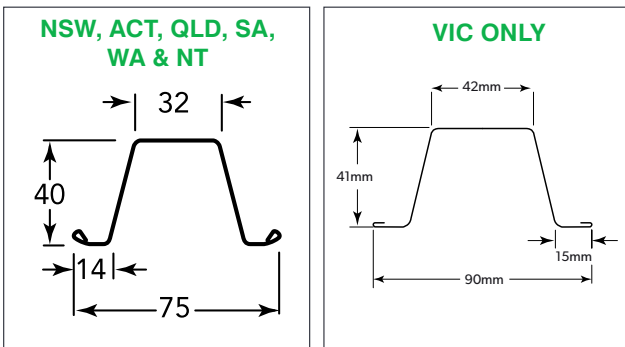 NSW, ACT, QLD, SA,
WA & NT
32
40
14
75
VIC ONLY
42mm
41mm
15mm
90mm